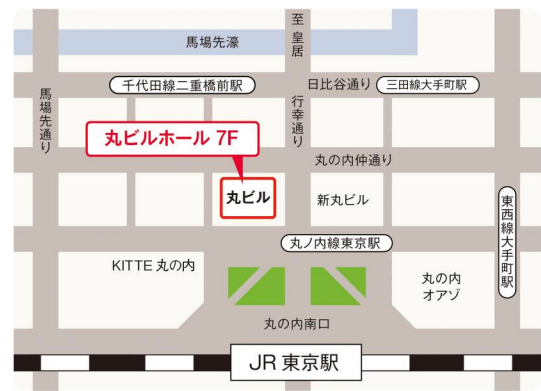 至 皇居
馬場先濠
千代田線二重橋前駅
日比谷通り
三田線大手町駅
馬場先通り
行幸通り
丸ビルホール 7F
丸の内仲通り
丸ビル
新丸ビル
東西線大手町駅
丸ノ内線東京駅
KITTE 丸の内
丸の内
オアゾ
丸の内南口
JR 東京駅